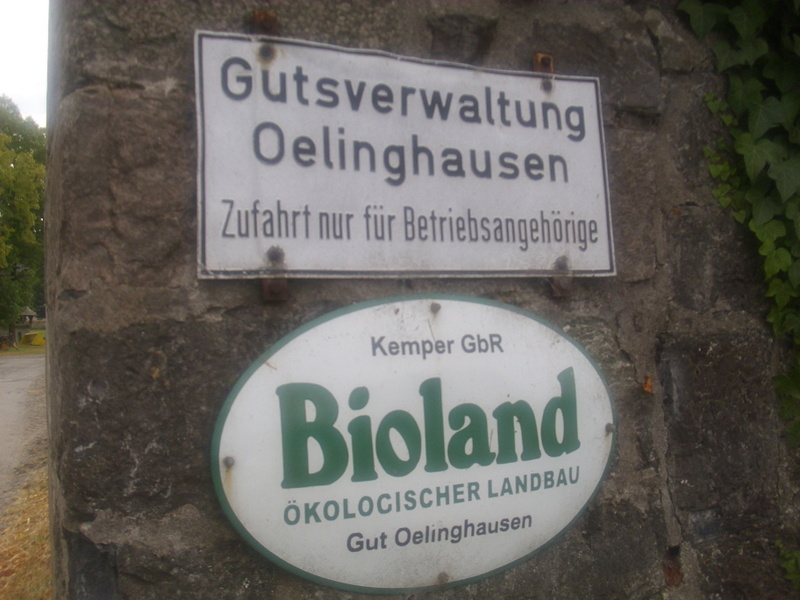 Gutsverwaltung
Oelinghausen
Zufahrt nur für Betriebsangehörige
Kemper GbR
Bioland
ÖKOLOGISCHER LANDBAU
Gut Oelinghausen